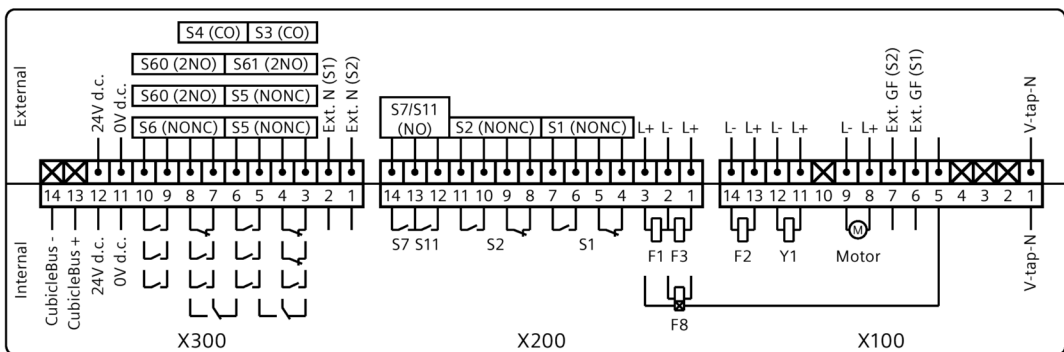 External
24V d.c.
0V d.c.
S4 (CO) S3 (CO)
S60 (2NO) S61 (2NO)
S60 (2NO) S5 (NONC)
S6 (NONC) S5 (NONC)
Ext. N (S1)
Ext. N (S2)
S7/S11
(NO)
S2 (NONC) S1 (NONC) L+ L- L+
L- L+ L- L+ L- L+
Ext. GF (S2)
Ext. GF (S1)
V-tap-N
14 13 12 11 10 9 8 7 6 5 4 3 2 1
14 13 12 11 10 9 8 7 6 5 4 3 2 1
14 13 12 11 10 9 8 7 6 5 4 3 2 1
Internal
CubicleBus -
CubicleBus +
24V d.c.
0V d.c.
S7 S11 S2 S1 F1 F3
F2 Y1 M Motor
V-tap-N
F8
X300 X200 X100